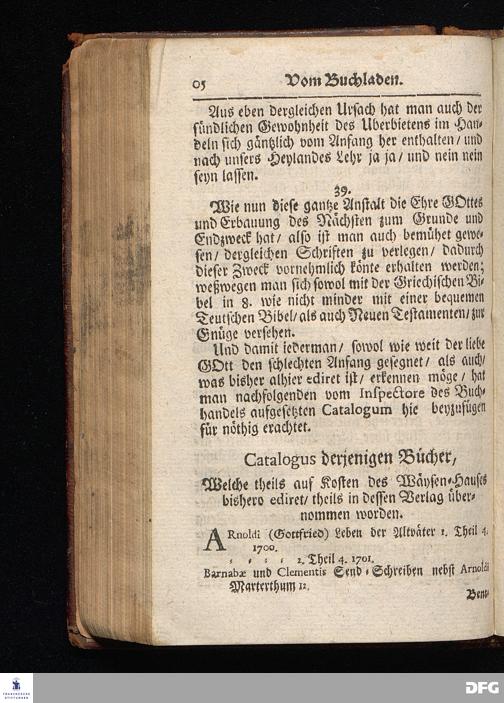 05 Vom Buchladen.
Aus eben dergleichen Ursach hat man auch der
sündlichen Gewohnheit des Uberbietens im Han-
deln sich gäntzlich vom Anfang her enthalten/ und
nach unsers Heylandes Lehr ja ja/ und nein nein
seyn lassen.
39.
Wie nun diese gantze Anstalt die Ehre GOttes
und Erbauung des Nächsten zum Grunde und
Endzweck hat/ also ist man auch bemühet gewe-
sen/ dergleichen Schrifften zu verlegen/ dadurch
dieser Zweck vornehmlich könte erhalten werden;
weßwegen man sich sowol mit der Griechischen Bi-
bel in 8. wie nicht minder mit einer bequemen
Teutschen Bibel/ als auch Neuen Testamenten/ zur
Gnüge versehen.
Und damit iederman/ sowol wie weit der liebe
GOtt den schlechten Anfang gesegnet/ als auch/
was bisher alhier ediret ist/ erkennen möge/ hat
man nachfolgenden vom Inspectore des Buch-
handels aufgesetzten Catalogum hie beyzufügen
für nöthig erachtet.
Catalogus derjenigen Bücher,
Welche theils auf Kosten des Wäysen-Hauses
bishero ediret/ theils in dessen Verlag über-
nommen worden.
ARnoldi (Gottfried) Leben der Altväter 1. Theil 4.
1700.
2. Theil 4. 1701.
Barnabæ und Clementis Send-Schreiben nebst Arnoldi
Marterthum 12.
Bent-
FRANCKESCHE
STIFTUNGEN
DFG